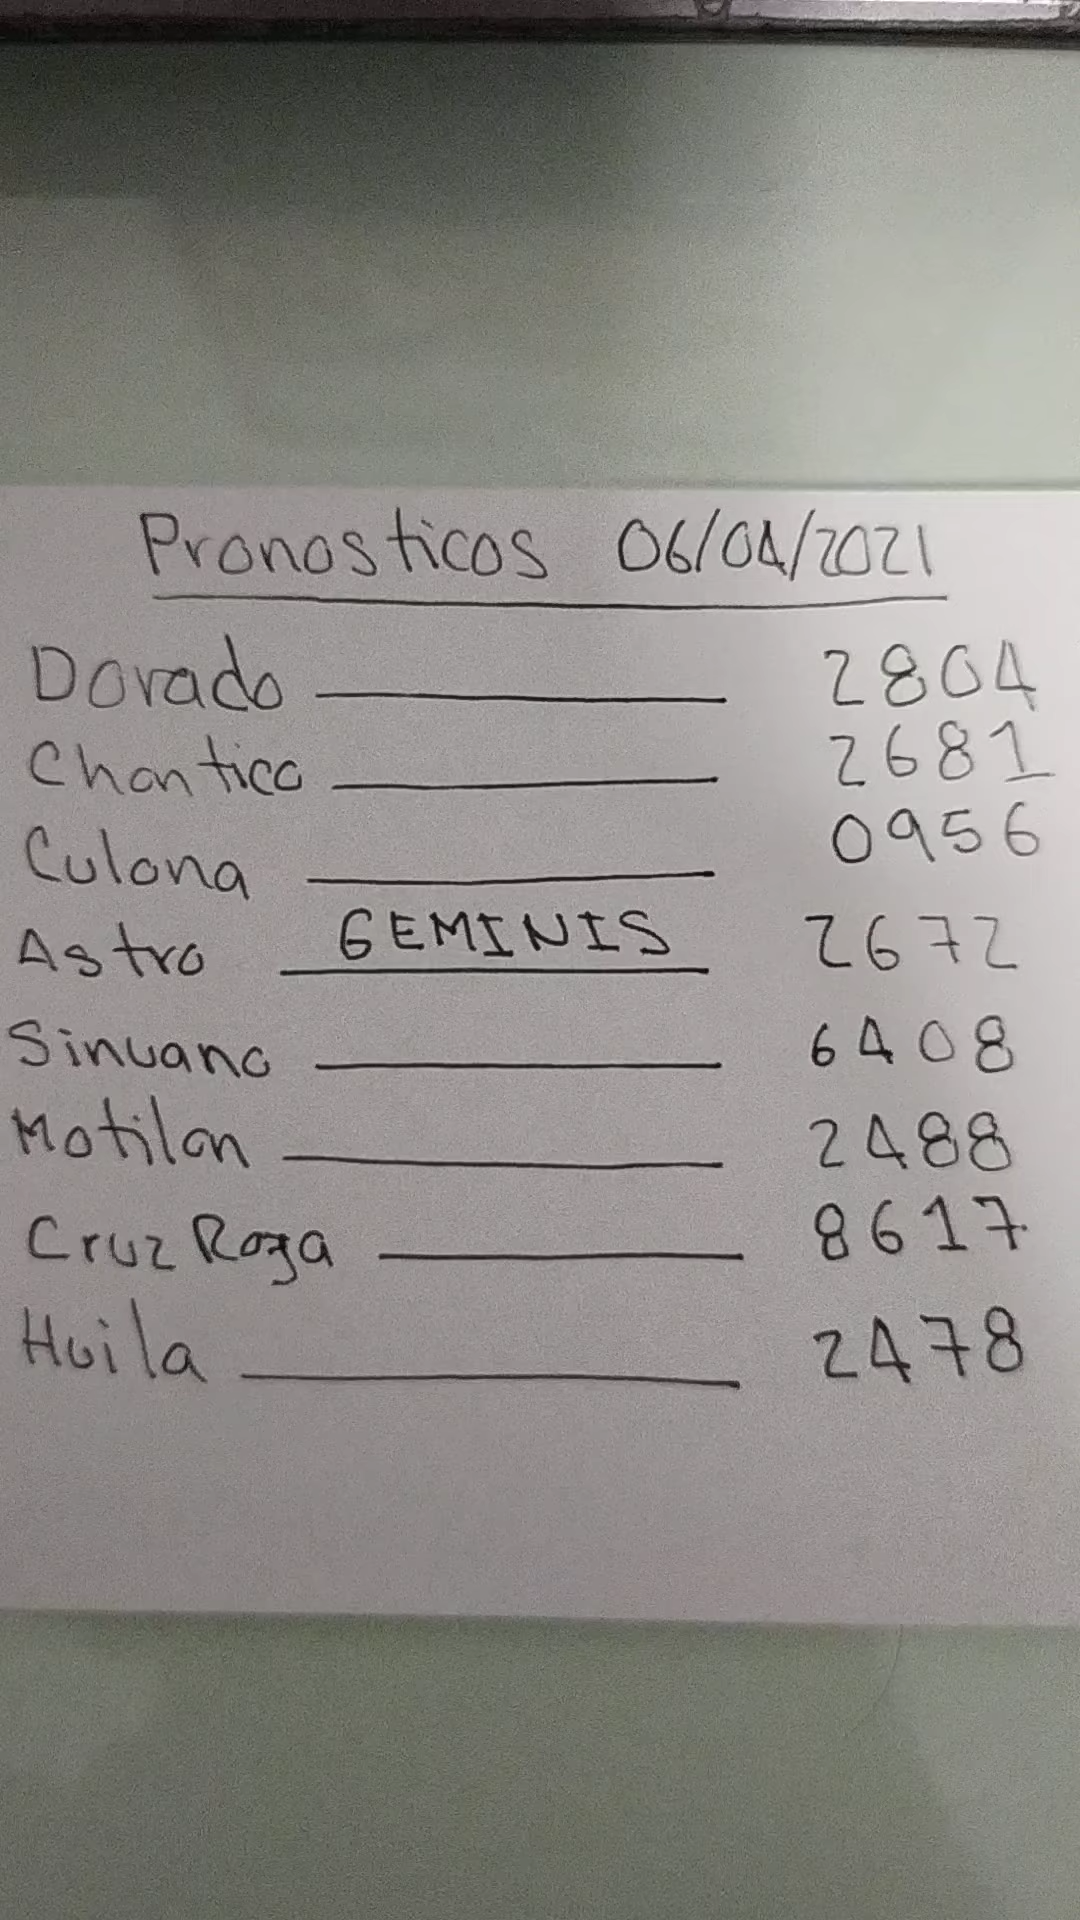 Pronosticos 06/04/2021
Dorado 2804
Chontico 2681
Culona 0956
Astro GEMINIS 2672
Sinuano 6408
Motilon 2488
Cruz Roja 8617
Huila 2478